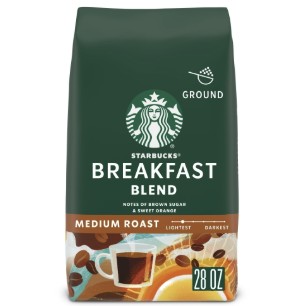 GROUND
STARBUCKS®
BREAKFAST
BLEND
NOTES OF BROWN SUGAR
& SWEET ORANGE
MEDIUM ROAST
LIGHTEST DARKEST
28 OZ